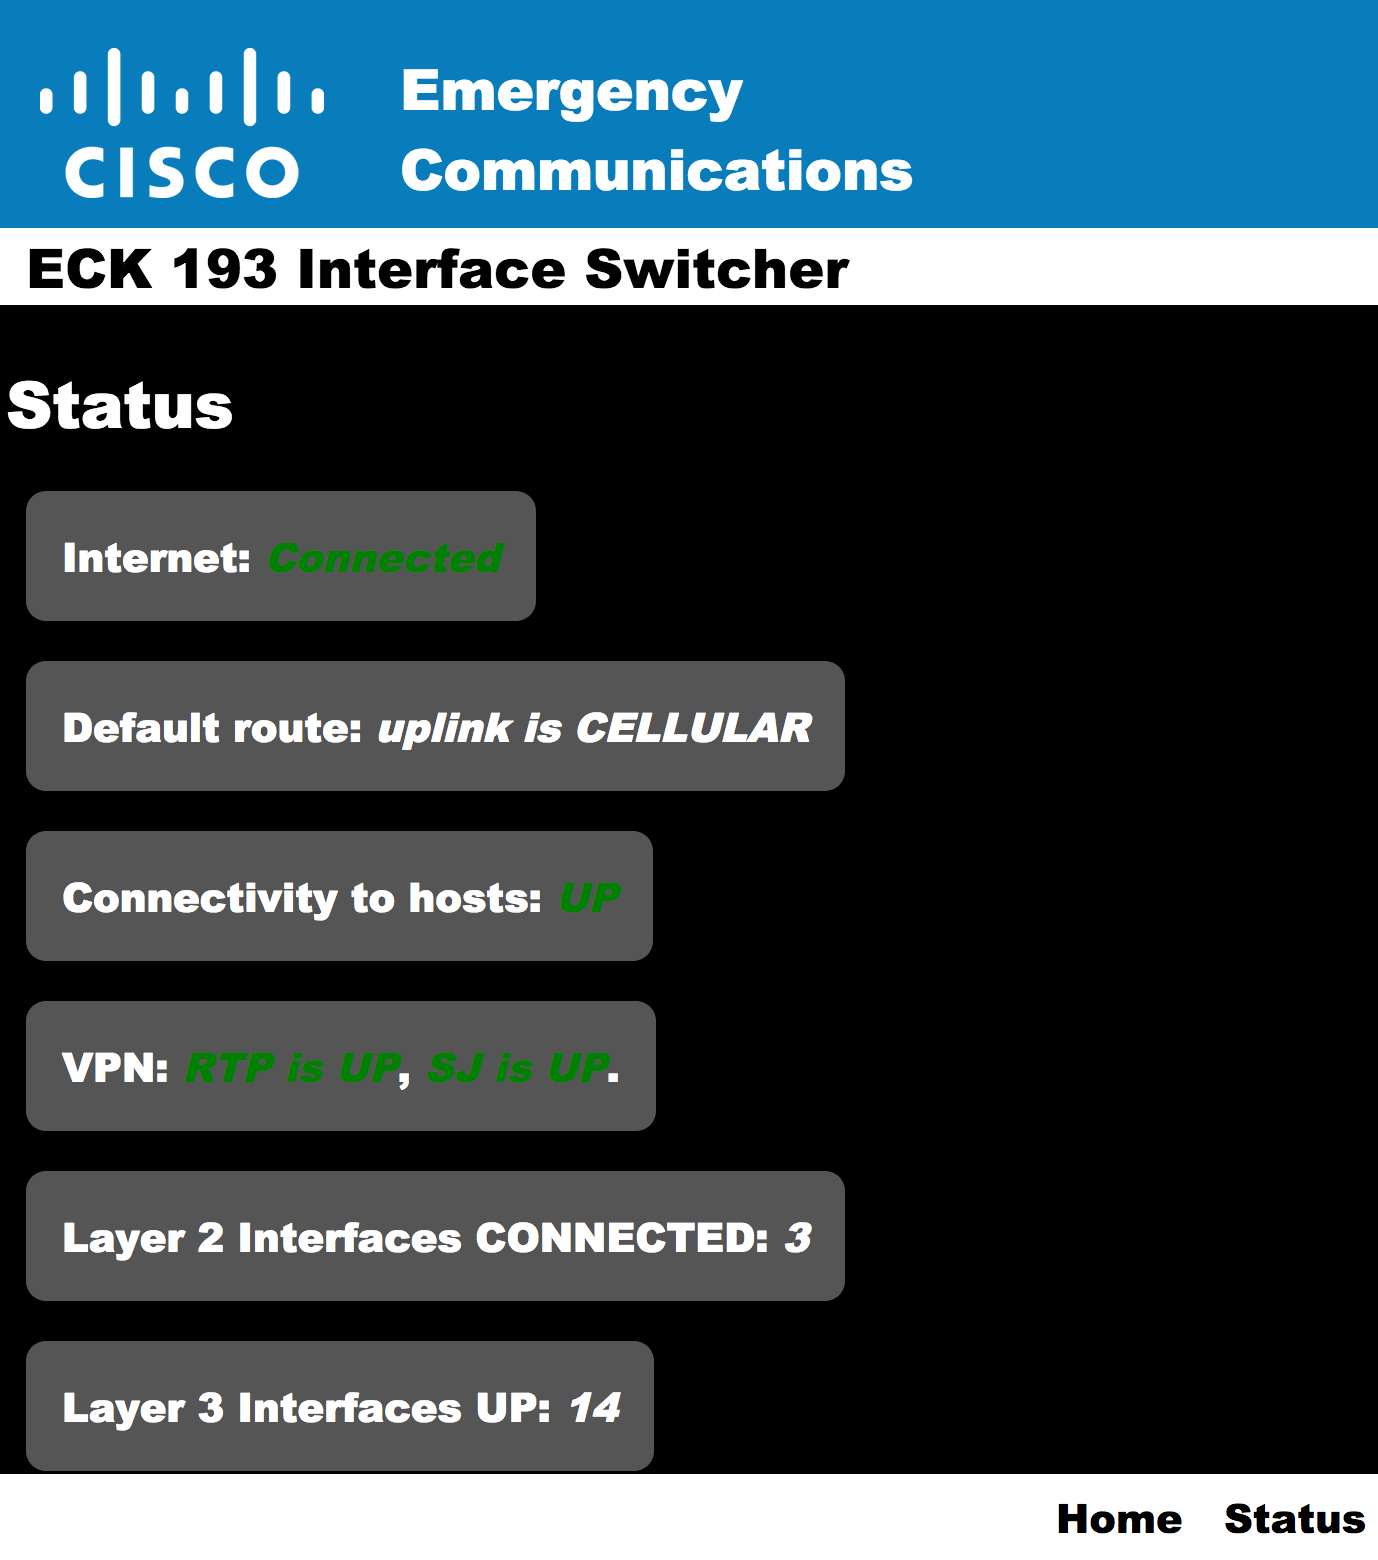 CISCO
Emergency
Communications
ECK 193 Interface Switcher
Status
Internet: Connected
Default route: uplink is CELLULAR
Connectivity to hosts: UP
VPN: RTP is UP, SJ is UP.
Layer 2 Interfaces CONNECTED: 3
Layer 3 Interfaces UP: 14
Home Status